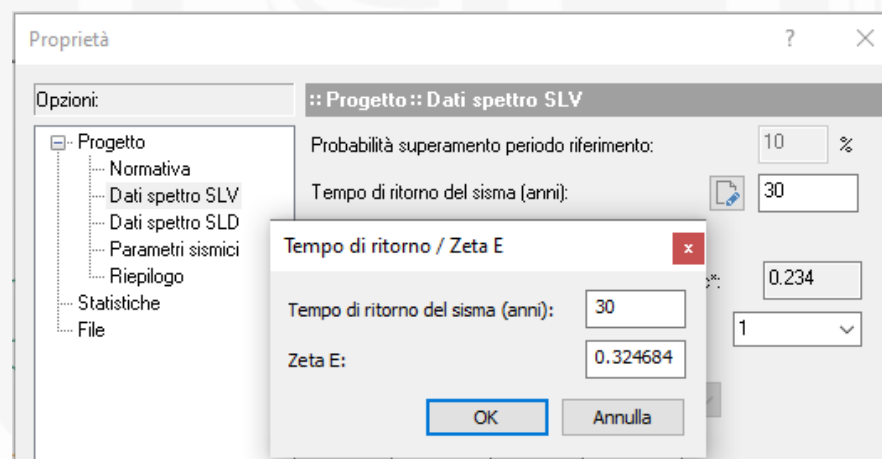 Proprietà ?
Opzioni:
:: Progetto :: Dati spettro SLV
Progetto
Normativa
Dati spettro SLV
Dati spettro SLD
Parametri sismici
Riepilogo
Statistiche
File
Probabilità superamento periodo riferimento: 10 %
Tempo di ritorno del sisma (anni): 30
*: 0.234
1
Tempo di ritorno / Zeta E x
Tempo di ritorno del sisma (anni): 30
Zeta E: 0.324684
OK Annulla